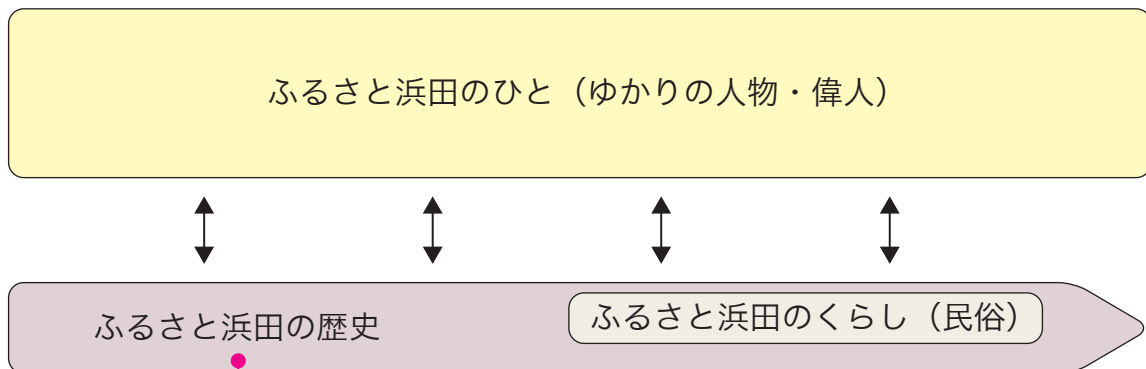 ふるさと浜田のひと（ゆかりの人物・偉人）
ふるさと浜田の歴史
ふるさと浜田のくらし（民俗）